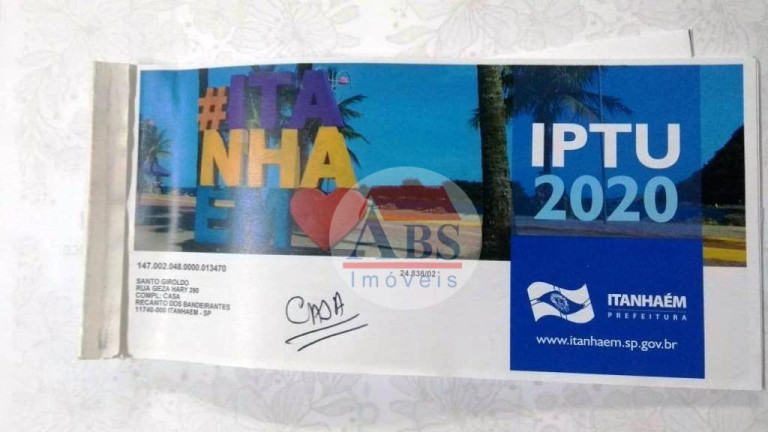 #ITA
NHA
EM
IPTU
2020
ABS
Imóveis
147.002.048.0000.013470
24.838/02
SANTO GIROLDO
RUA GEZA HARY 390
COMPL: CASA
RECANTO DOS BANDEIRANTES
11740-000 ITANHAEM - SP
CASA
ITANHAÉM
PREFEITURA
www.itanhaem.sp.gov.br